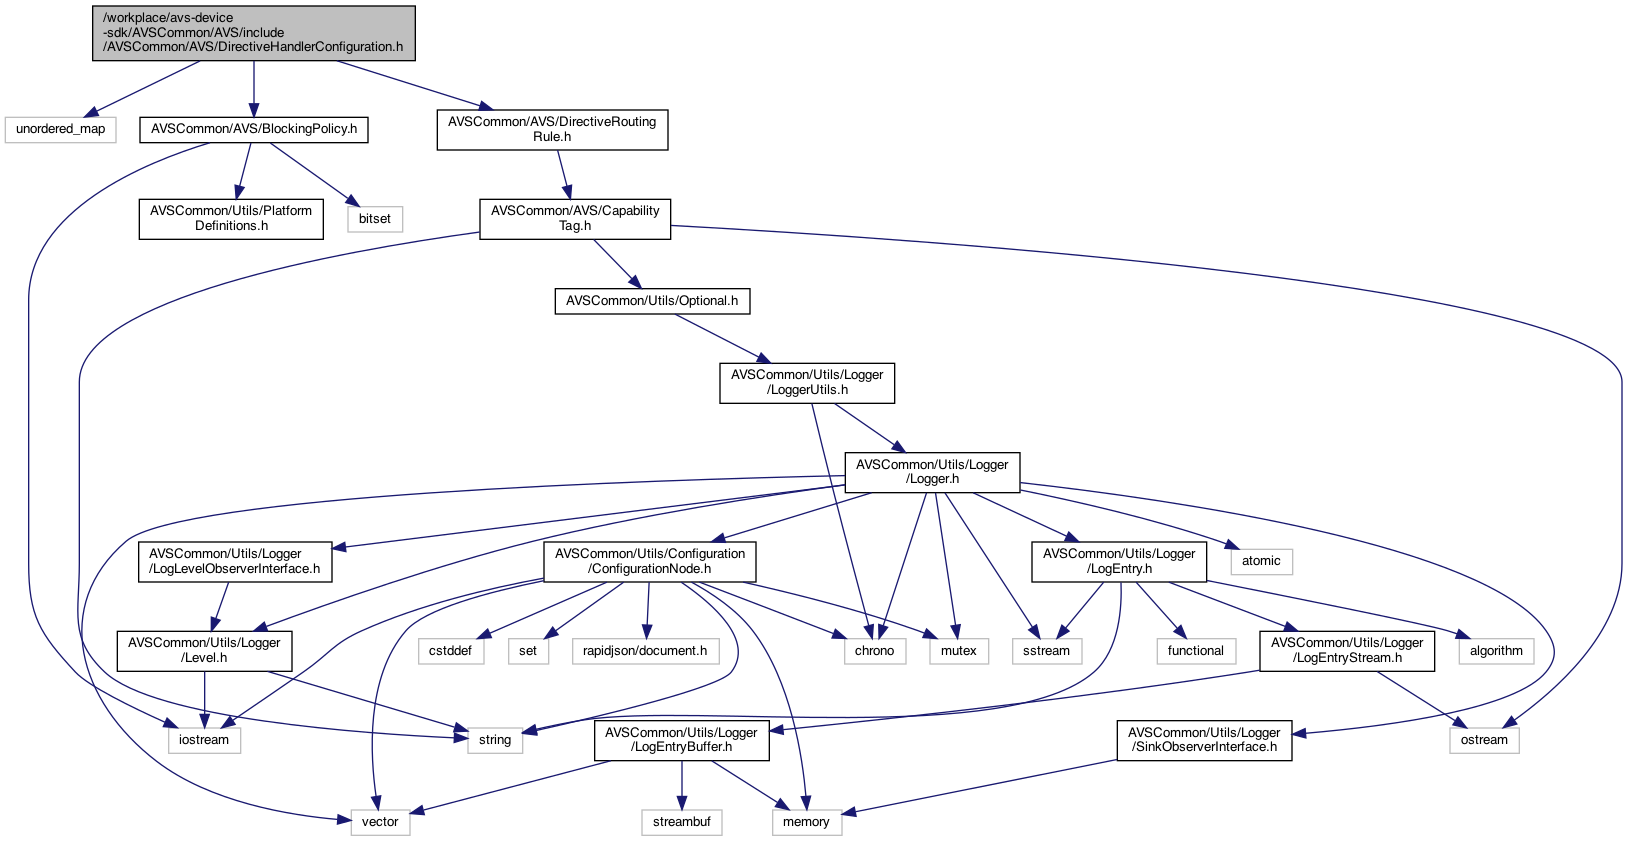 /workplace/avs-device
-sdk/AVSCommon/AVS/include
/AVSCommon/AVS/DirectiveHandlerConfiguration.h
unordered_map
AVSCommon/AVS/BlockingPolicy.h
AVSCommon/AVS/DirectiveRouting
Rule.h
AVSCommon/Utils/Platform
Definitions.h
bitset
AVSCommon/AVS/Capability
Tag.h
AVSCommon/Utils/Optional.h
AVSCommon/Utils/Logger
/LoggerUtils.h
AVSCommon/Utils/Logger
/Logger.h
AVSCommon/Utils/Logger
/LogLevelObserverInterface.h
AVSCommon/Utils/Configuration
/ConfigurationNode.h
AVSCommon/Utils/Logger
/LogEntry.h
atomic
AVSCommon/Utils/Logger
/Level.h
cstddef
set
rapidjson/document.h
chrono
mutex
sstream
functional
AVSCommon/Utils/Logger
/LogEntryStream.h
algorithm
iostream
string
AVSCommon/Utils/Logger
/LogEntryBuffer.h
AVSCommon/Utils/Logger
/SinkObserverInterface.h
ostream
vector
streambuf
memory